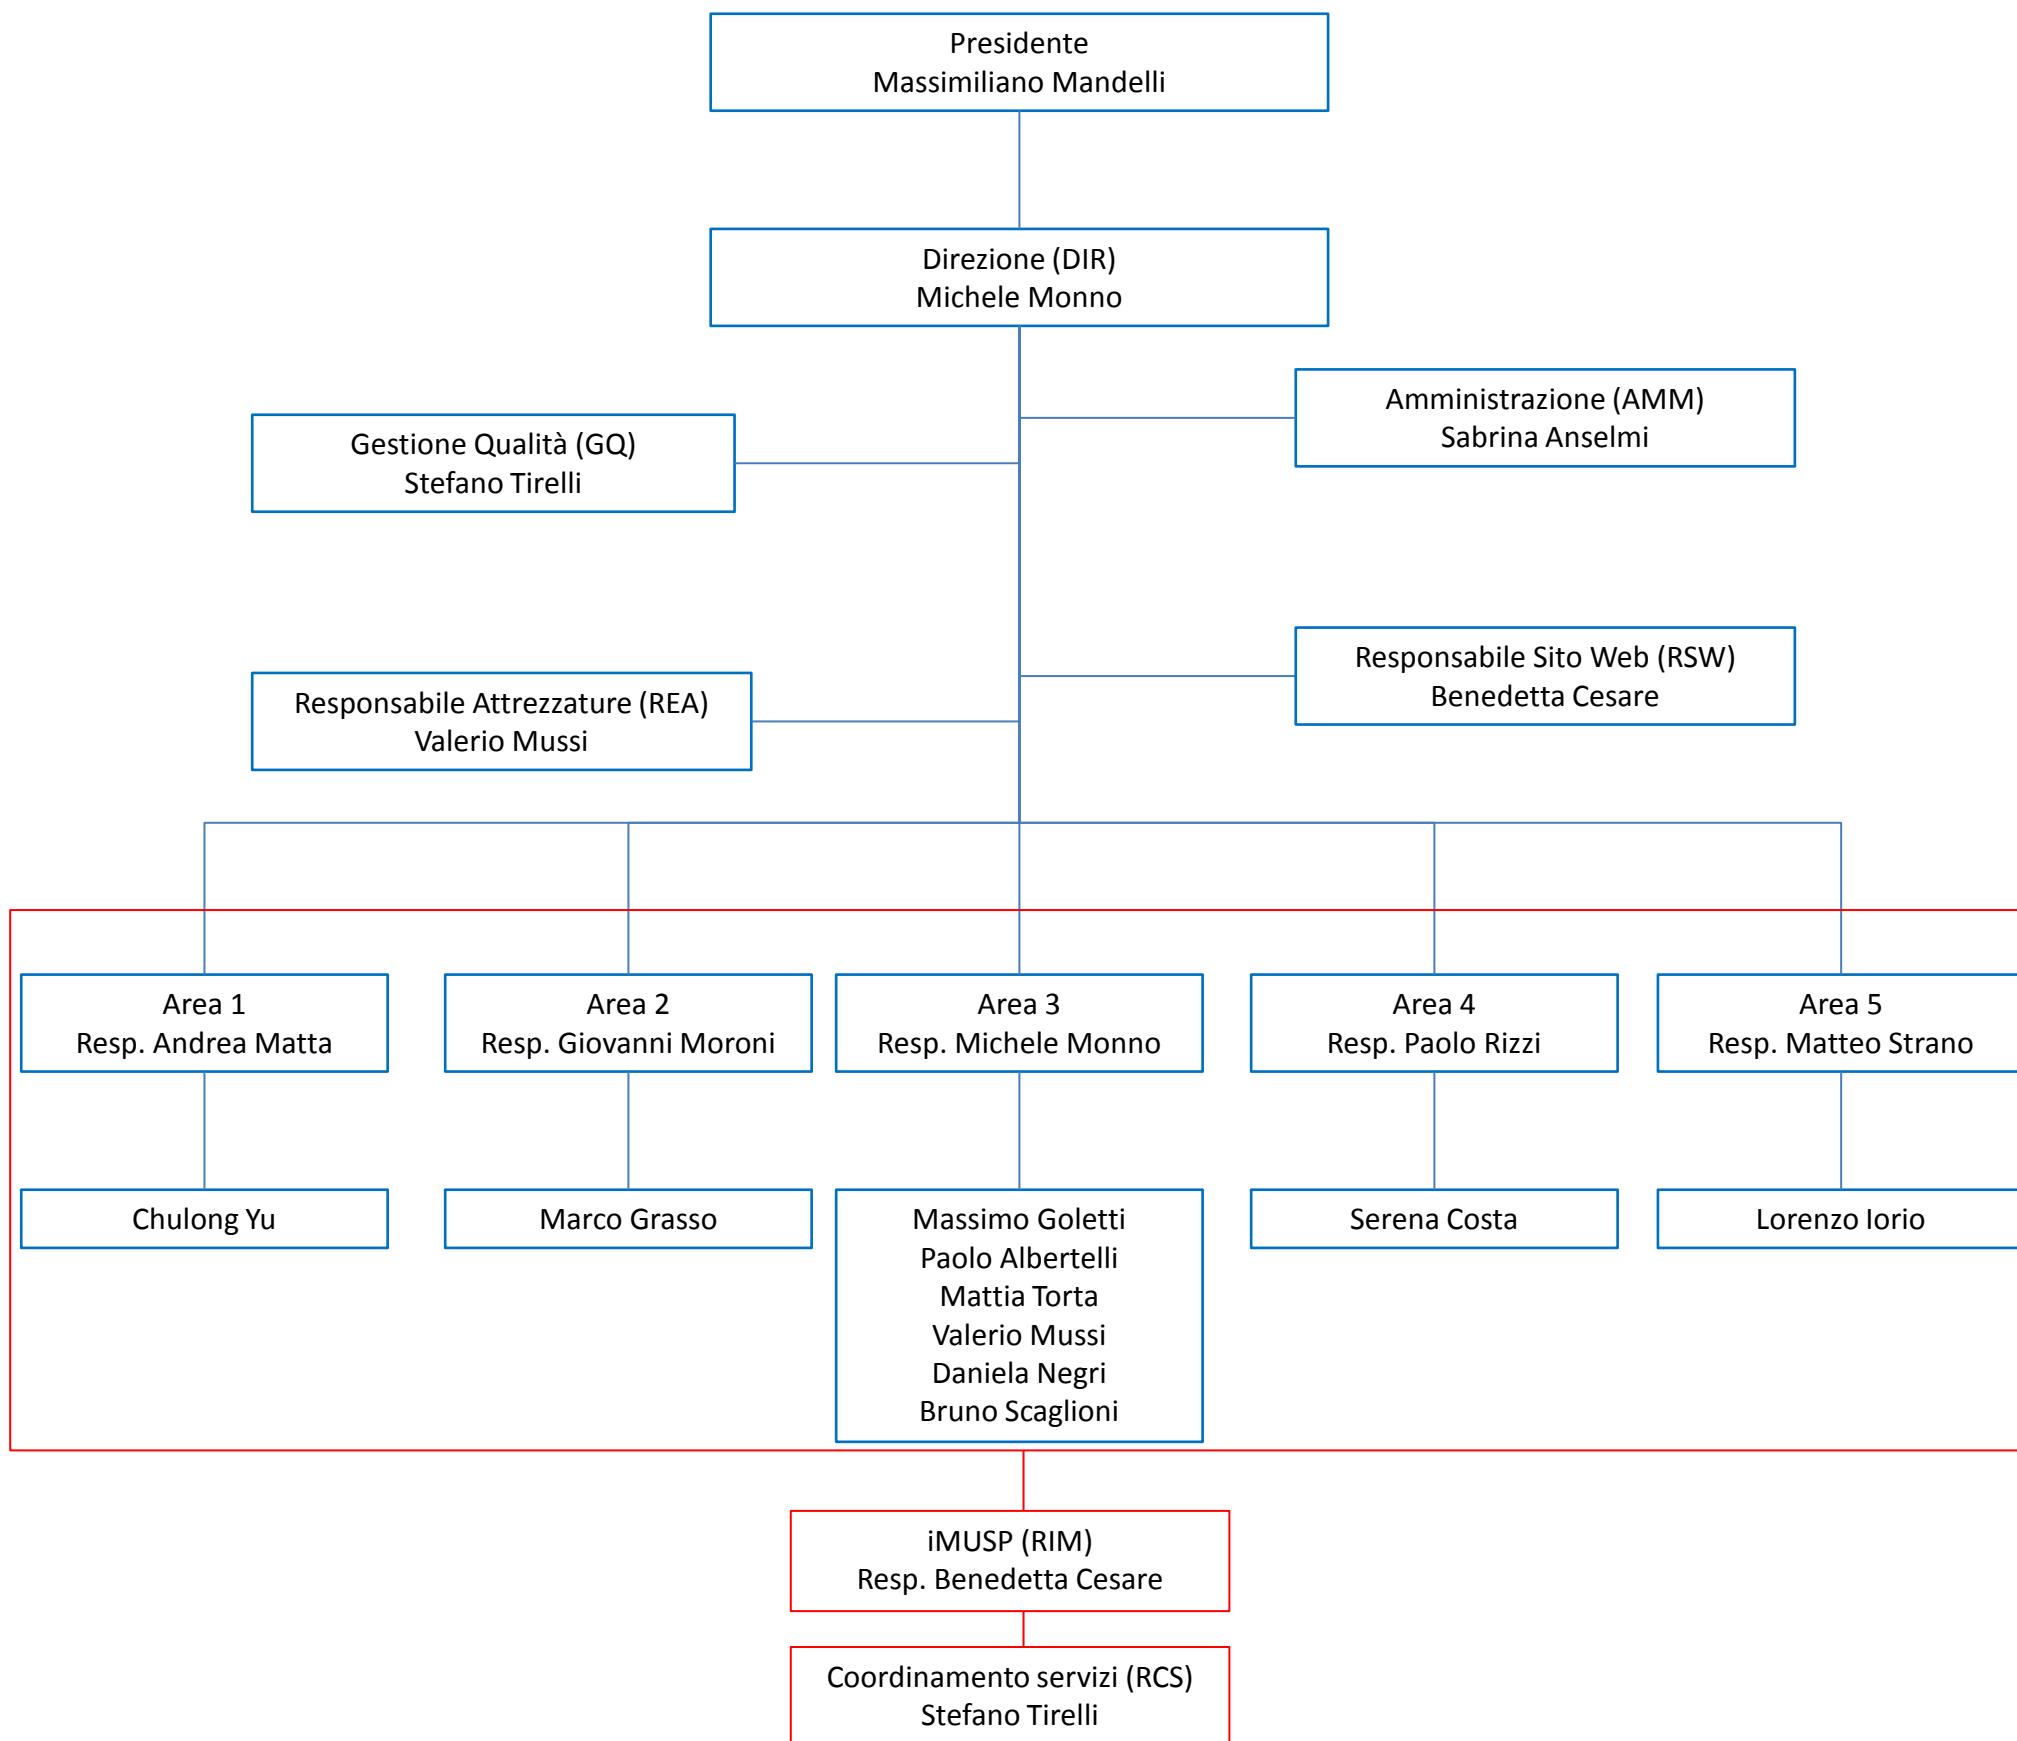 Presidente
Massimiliano Mandelli
Direzione (DIR)
Michele Monno
Amministrazione (AMM)
Sabrina Anselmi
Gestione Qualità (GQ)
Stefano Tirelli
Responsabile Sito Web (RSW)
Benedetta Cesare
Responsabile Attrezzature (REA)
Valerio Mussi
Area 1
Resp. Andrea Matta
Area 2
Resp. Giovanni Moroni
Area 3
Resp. Michele Monno
Area 4
Resp. Paolo Rizzi
Area 5
Resp. Matteo Strano
Chulong Yu
Marco Grasso
Massimo Goletti
Paolo Albertelli
Mattia Torta
Valerio Mussi
Daniela Negri
Bruno Scaglioni
Serena Costa
Lorenzo Iorio
iMUSP (RIM)
Resp. Benedetta Cesare
Coordinamento servizi (RCS)
Stefano Tirelli